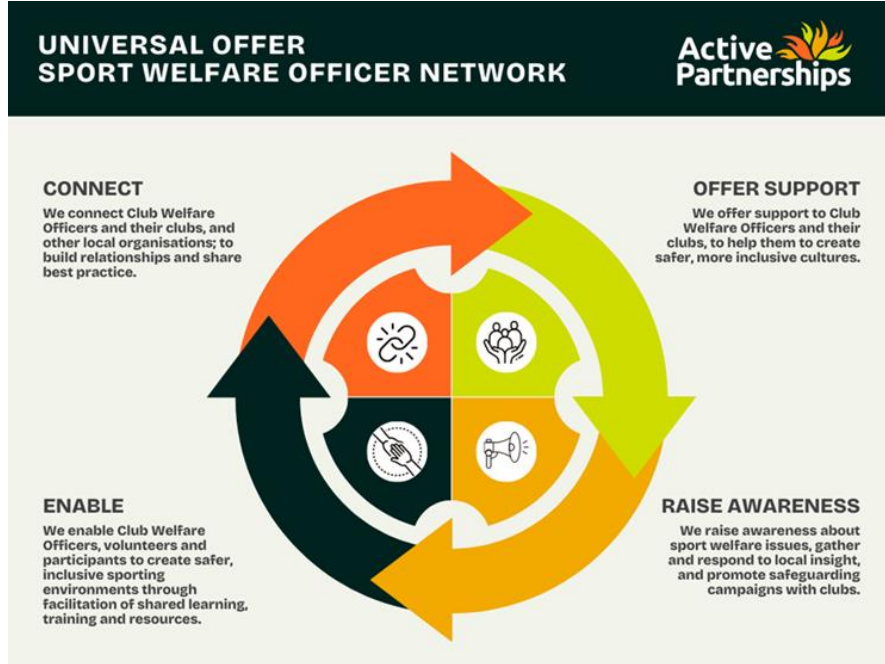 UNIVERSAL OFFER
SPORT WELFARE OFFICER NETWORK
Active
Partnerships
CONNECT
We connect Club Welfare
Officers and their clubs, and
other local organisations; to
build relationships and share
best practice.
OFFER SUPPORT
We offer support to Club
Welfare Officers and their
clubs, to help them to create
safer, more inclusive cultures.
ENABLE
We enable Club Welfare
Officers, volunteers and
participants to create safer,
inclusive sporting
environments through
facilitation of shared learning,
training and resources.
RAISE AWARENESS
We raise awareness about
sport welfare issues, gather
and respond to local insight,
and promote safeguarding
campaigns with clubs.